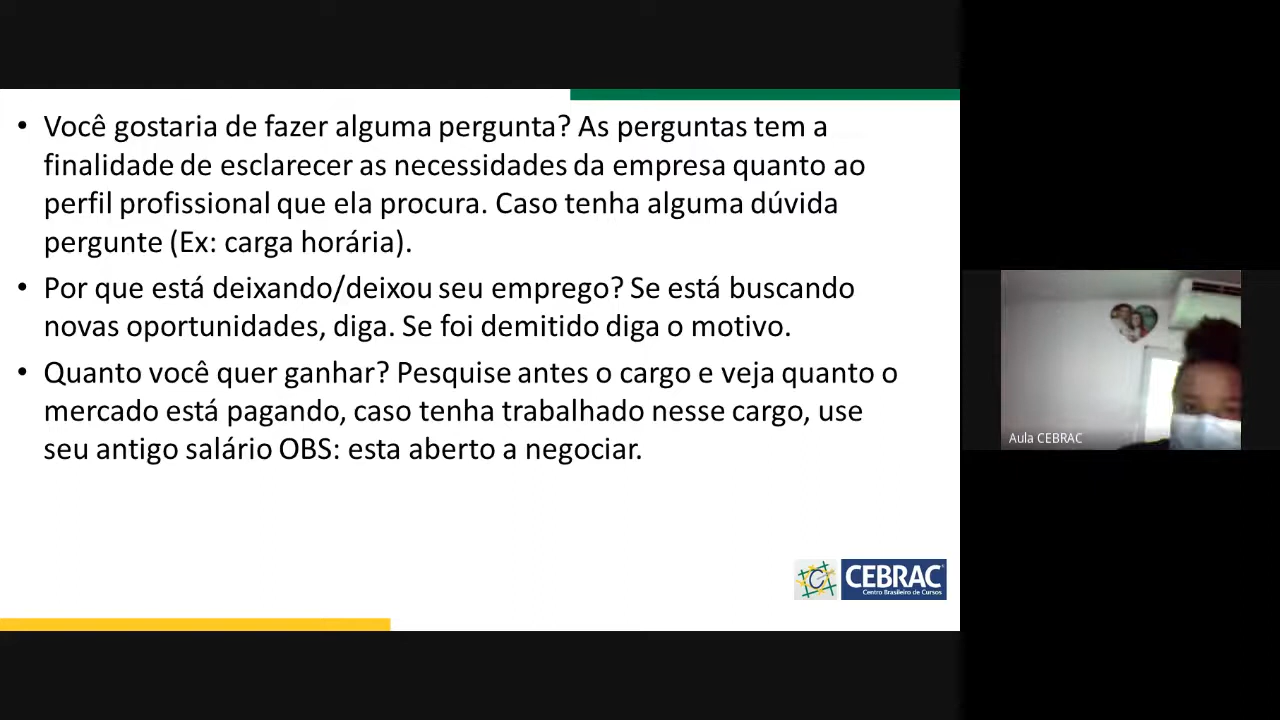 • Você gostaria de fazer alguma pergunta? As perguntas tem a
finalidade de esclarecer as necessidades da empresa quanto ao
perfil profissional que ela procura. Caso tenha alguma dúvida
pergunte (Ex: carga horária).
• Por que está deixando/deixou seu emprego? Se está buscando
novas oportunidades, diga. Se foi demitido diga o motivo.
• Quanto você quer ganhar? Pesquise antes o cargo e veja quanto o
mercado está pagando, caso tenha trabalhado nesse cargo, use
seu antigo salário OBS: esta aberto a negociar.
Aula CEBRAC
C CEBRAC
Centro Brasileiro de Cursos